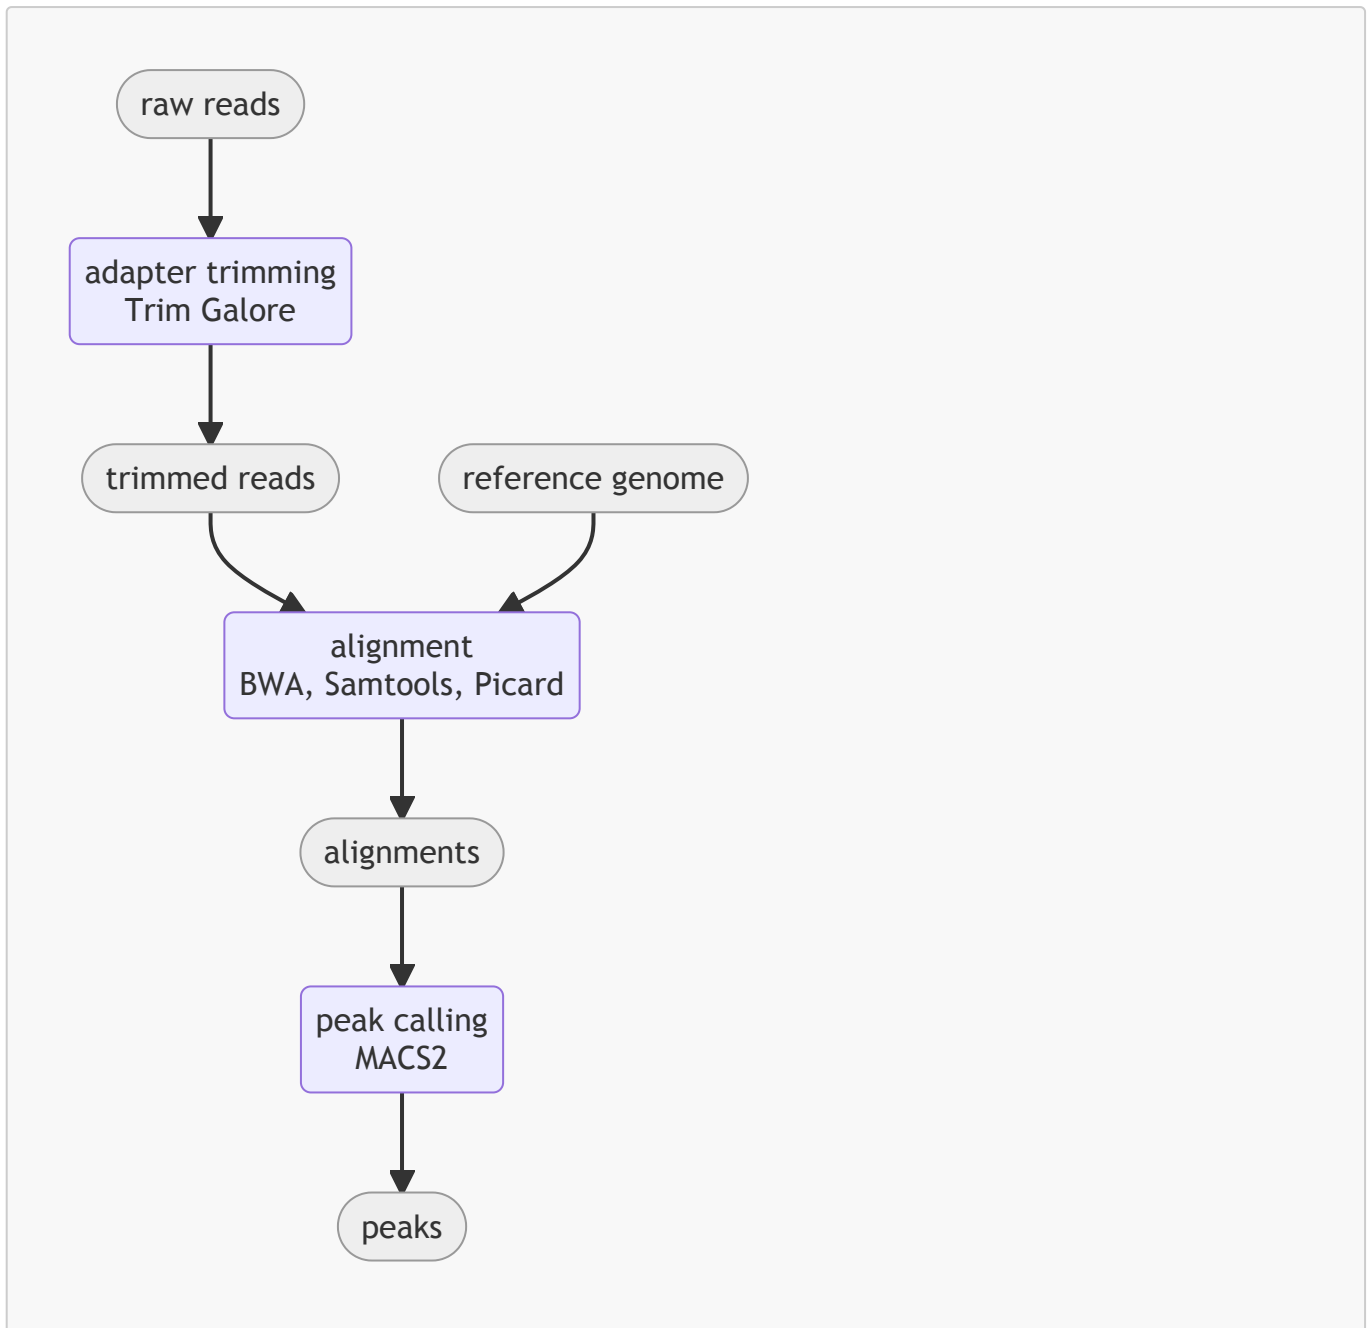 raw reads
adapter trimming
Trim Galore
trimmed reads
reference genome
alignment
BWA, Samtools, Picard
alignments
peak calling
MACS2
peaks